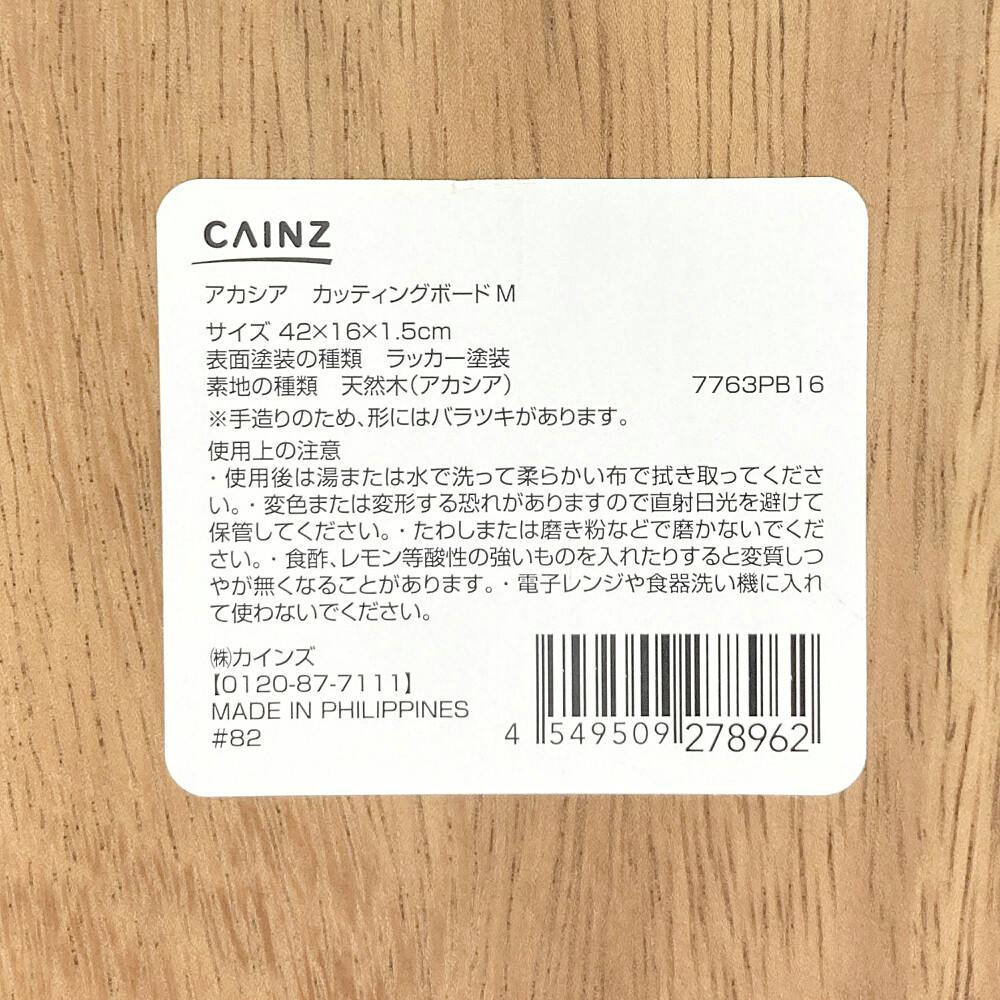 CAINZ
アカシア　カッティングボードM
サイズ 42×16×1.5cm
表面塗装の種類　ラッカー塗装
素地の種類　天然木(アカシア)　7763PB16
※手造りのため、形にはバラツキがあります。
使用上の注意
・使用後は湯または水で洗って柔らかい布で拭き取ってくださ
い。・変色または変形する恐れがありますので直射日光を避けて
保管してください。・たわしまたは磨き粉などで磨かないでくだ
さい。・食酢、レモン等酸性の強いものを入れたりすると変質しつ
やが無くなることがあります。・電子レンジや食器洗い機に入れ
て使わないでください。
㈱カインズ
【0120-87-7111】
MADE IN PHILIPPINES
#82
4 549509 278962